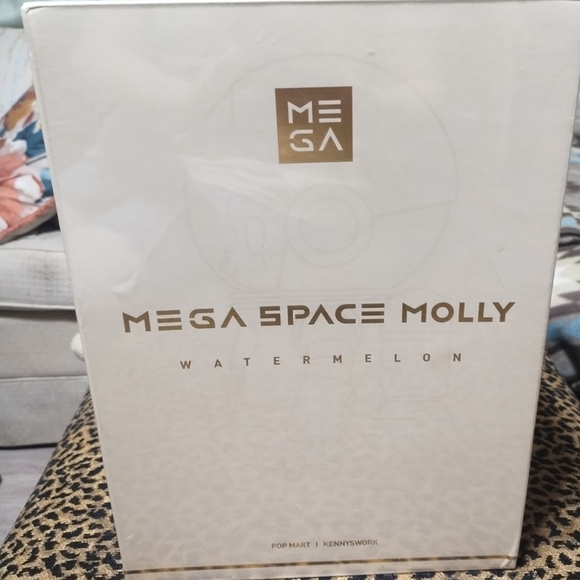 ME
GA
MEGA SPACE MOLLY
WATERMELON
POP MART | KENNYSWORK